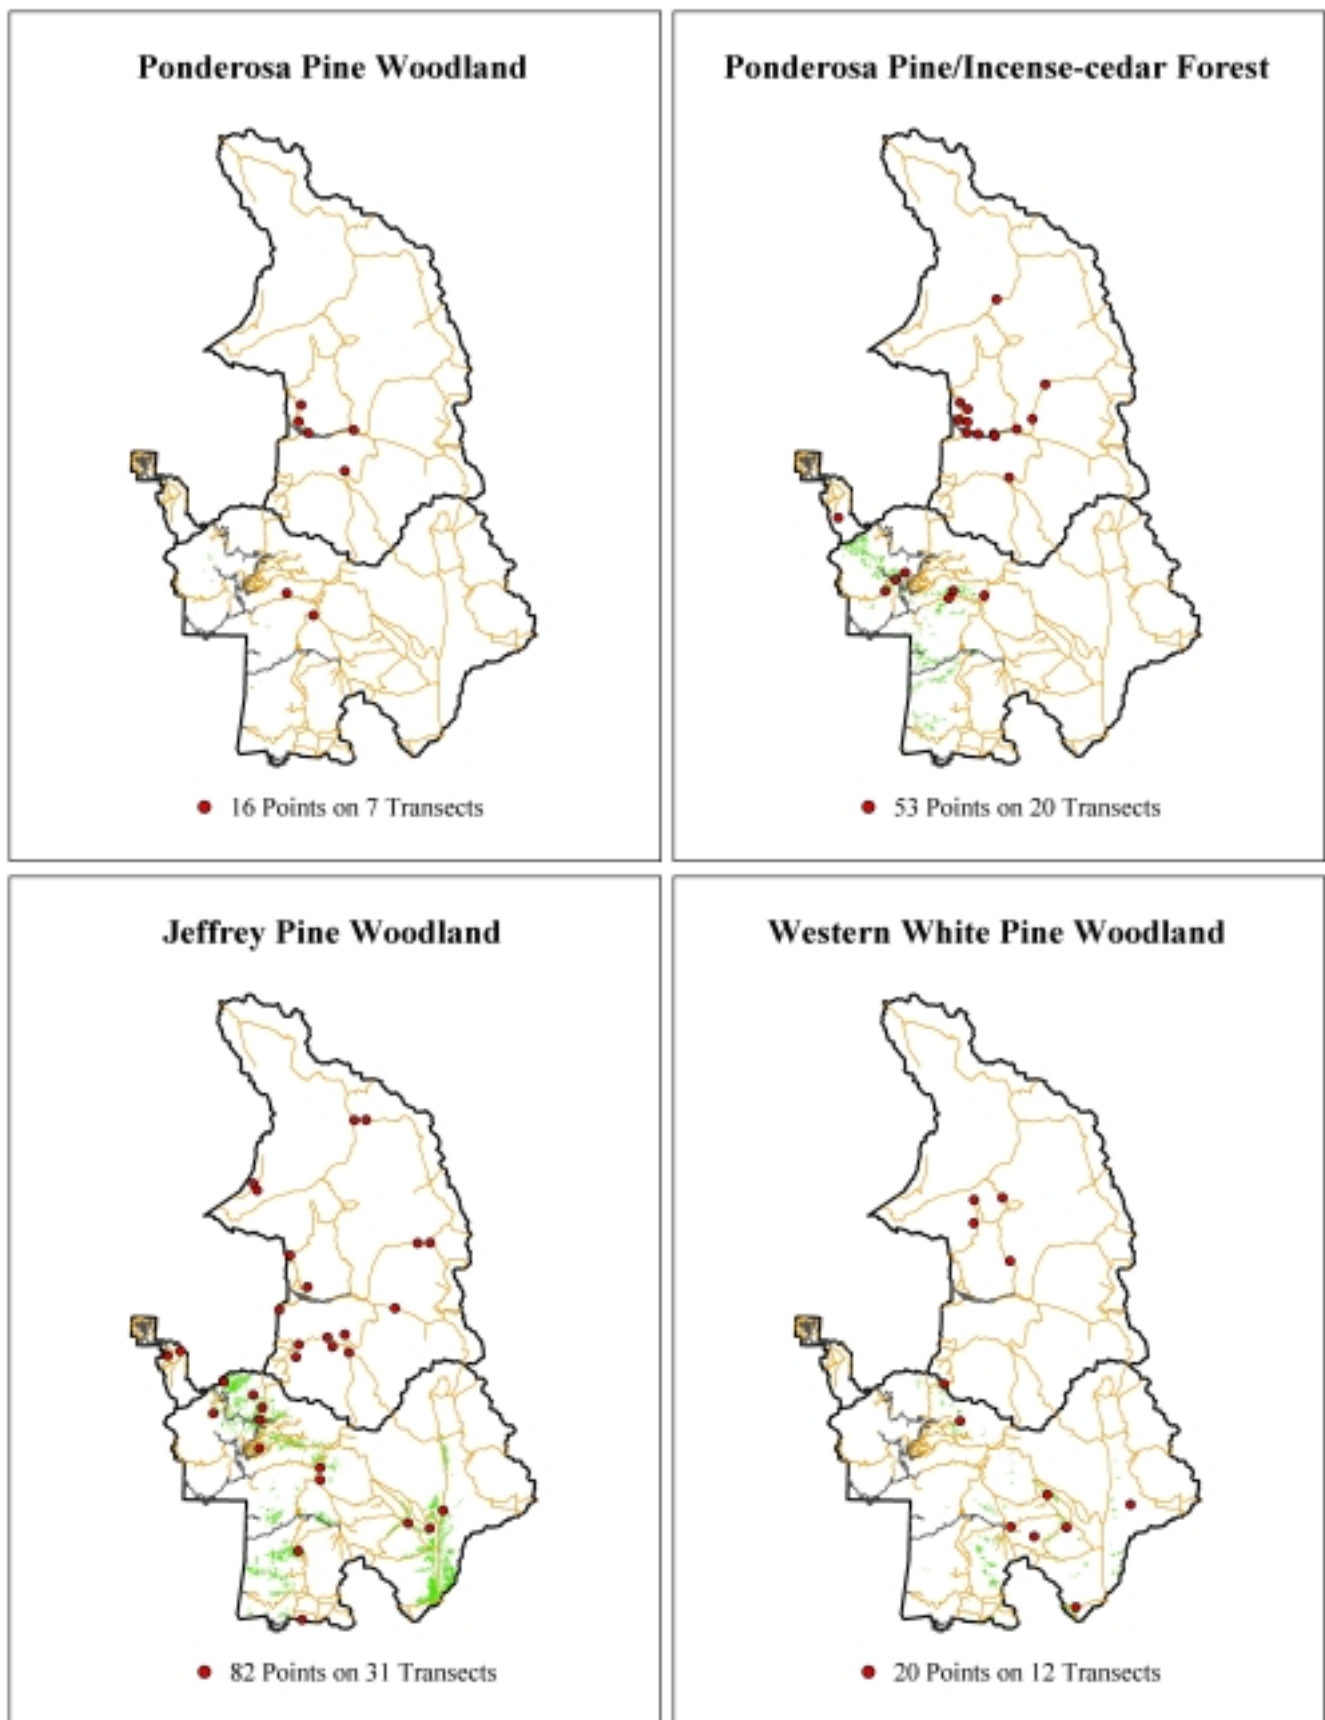 Ponderosa Pine Woodland
16 Points on 7 Transects
Ponderosa Pine/Incense-cedar Forest
53 Points on 20 Transects
Jeffrey Pine Woodland
82 Points on 31 Transects
Western White Pine Woodland
20 Points on 12 Transects